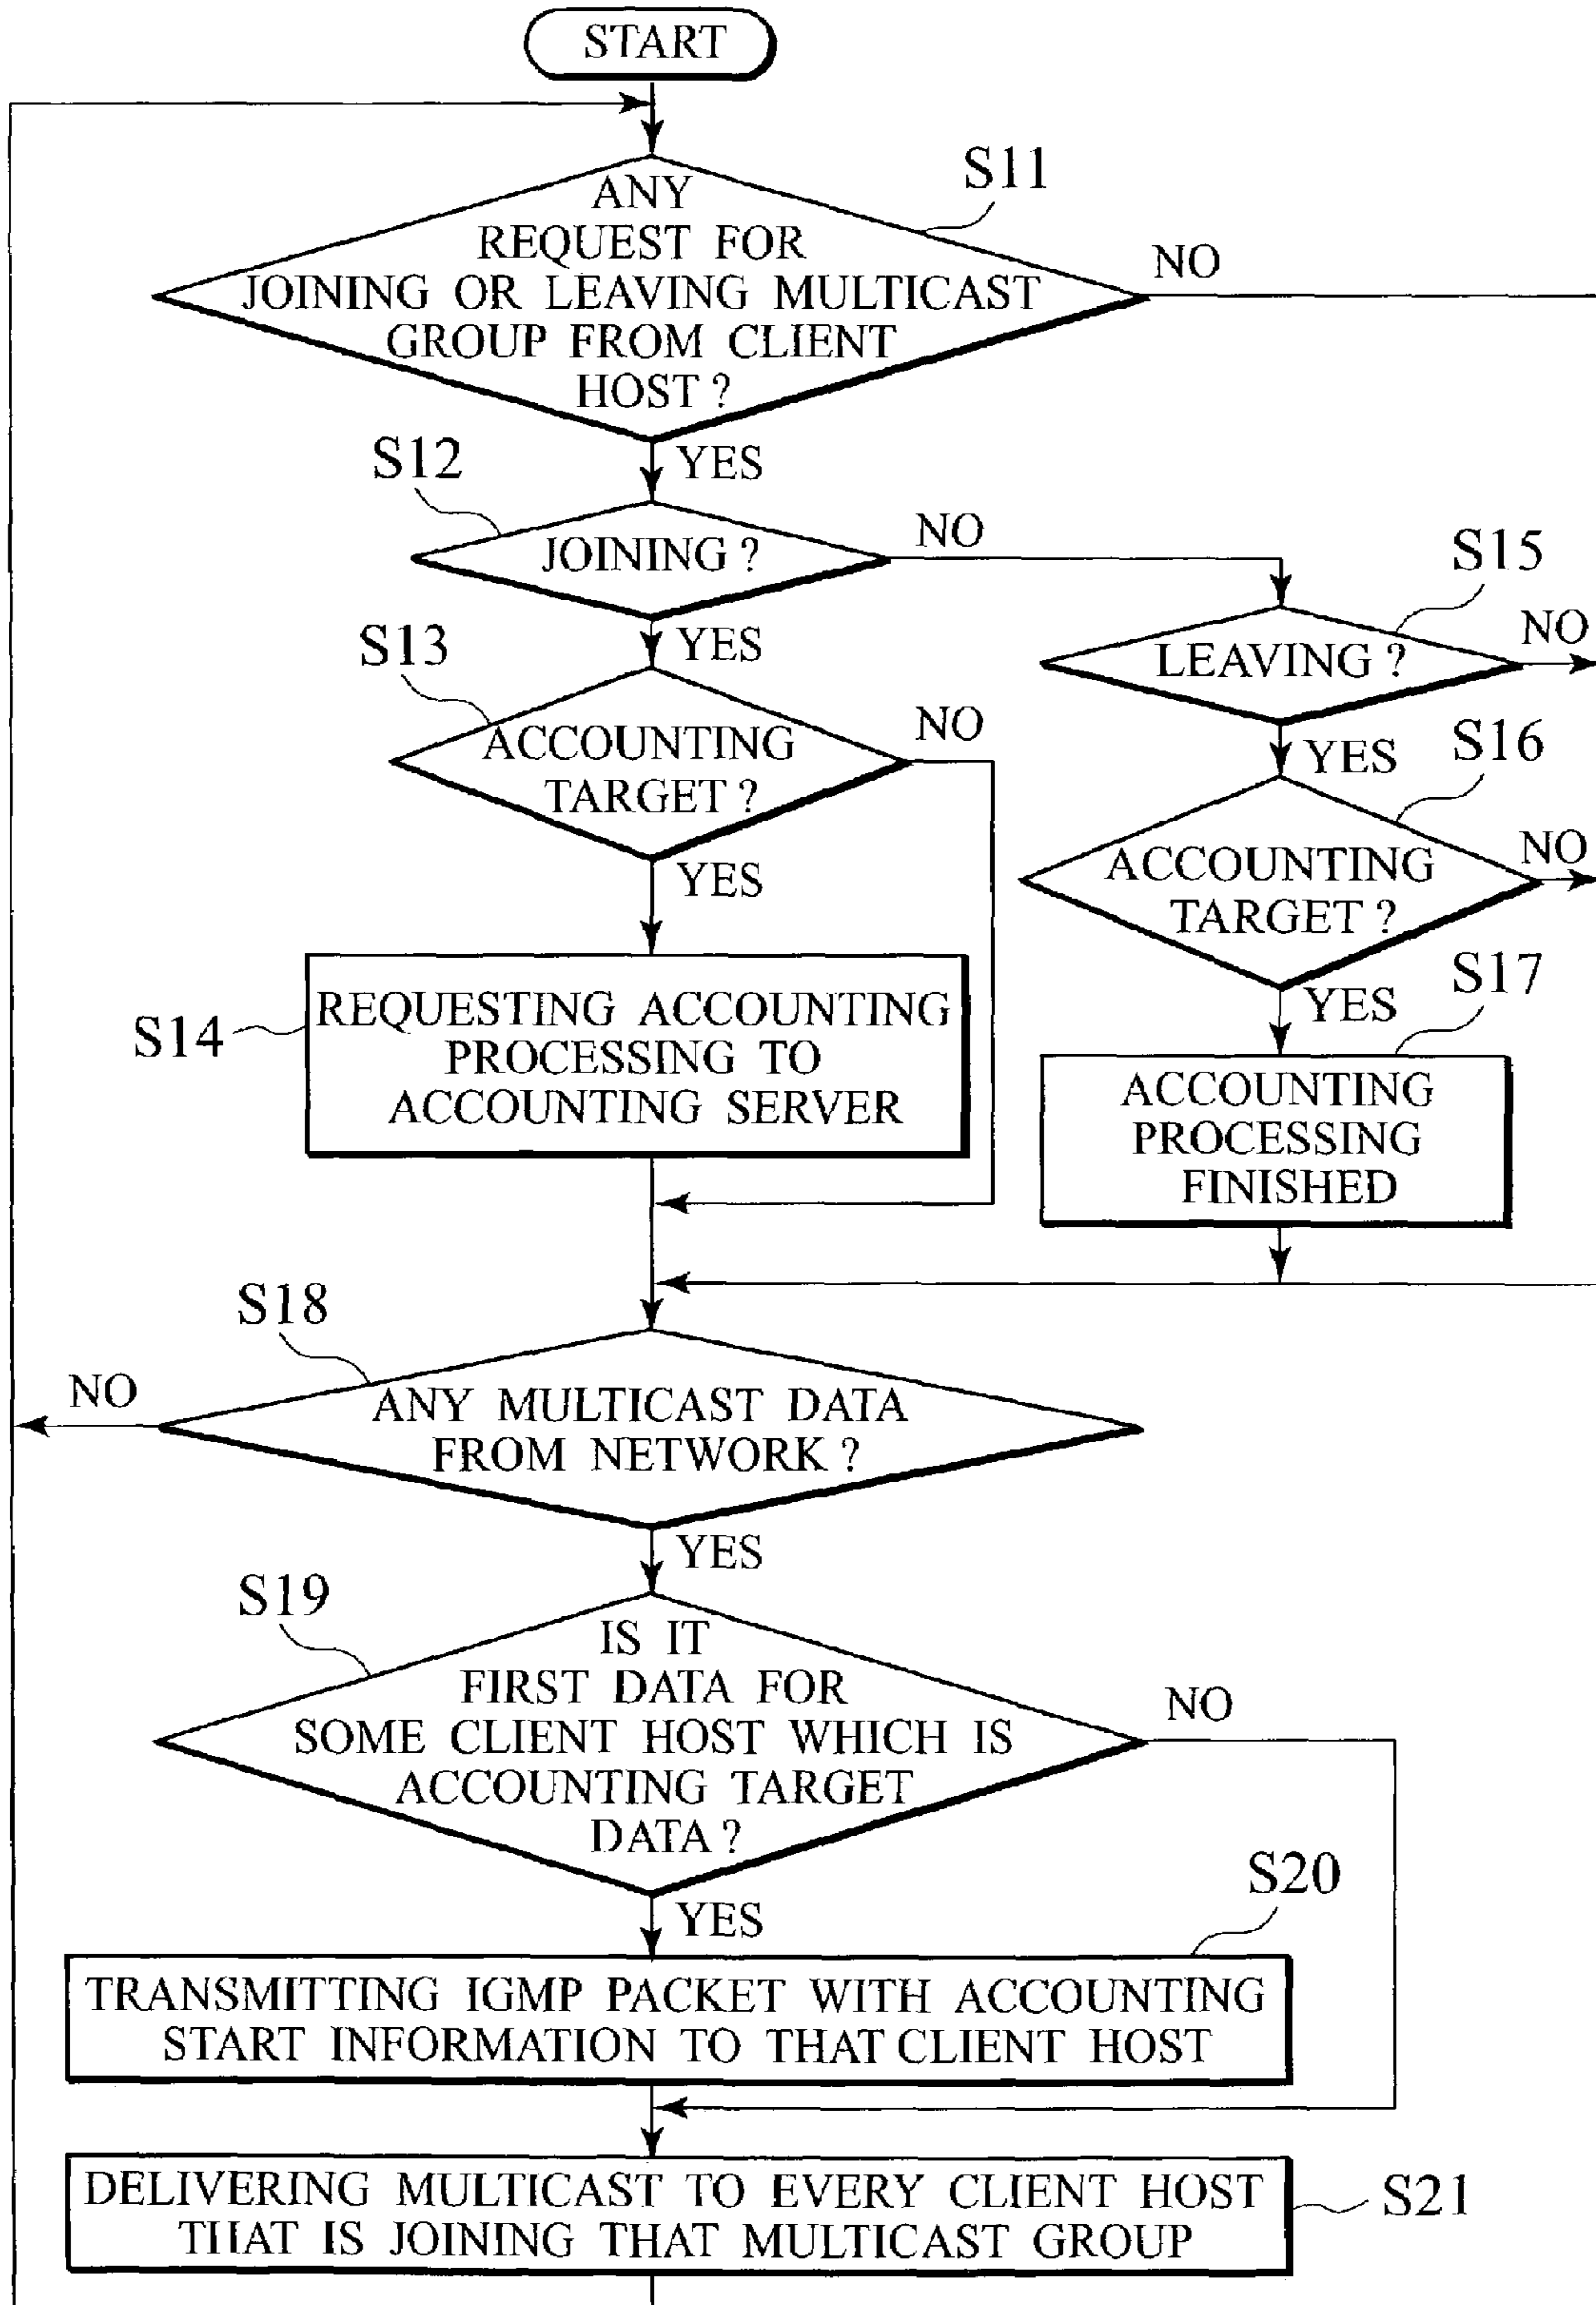 START
S11
ANY
REQUEST FOR
JOINING OR LEAVING MULTICAST
GROUP FROM CLIENT
HOST ?
NO
YES
S12
JOINING ?
NO
YES
S15
LEAVING ?
NO
YES
S13
ACCOUNTING
TARGET ?
NO
YES
S16
ACCOUNTING
TARGET ?
NO
YES
S14
REQUESTING ACCOUNTING
PROCESSING TO
ACCOUNTING SERVER
S17
ACCOUNTING
PROCESSING
FINISHED
S18
ANY MULTICAST DATA
FROM NETWORK ?
NO
YES
S19
IS IT
FIRST DATA FOR
SOME CLIENT HOST WHICH IS
ACCOUNTING TARGET
DATA ?
NO
YES
S20
TRANSMITTING IGMP PACKET WITH ACCOUNTING
START INFORMATION TO THAT CLIENT HOST
DELIVERING MULTICAST TO EVERY CLIENT HOST
THAT IS JOINING THAT MULTICAST GROUP
S21